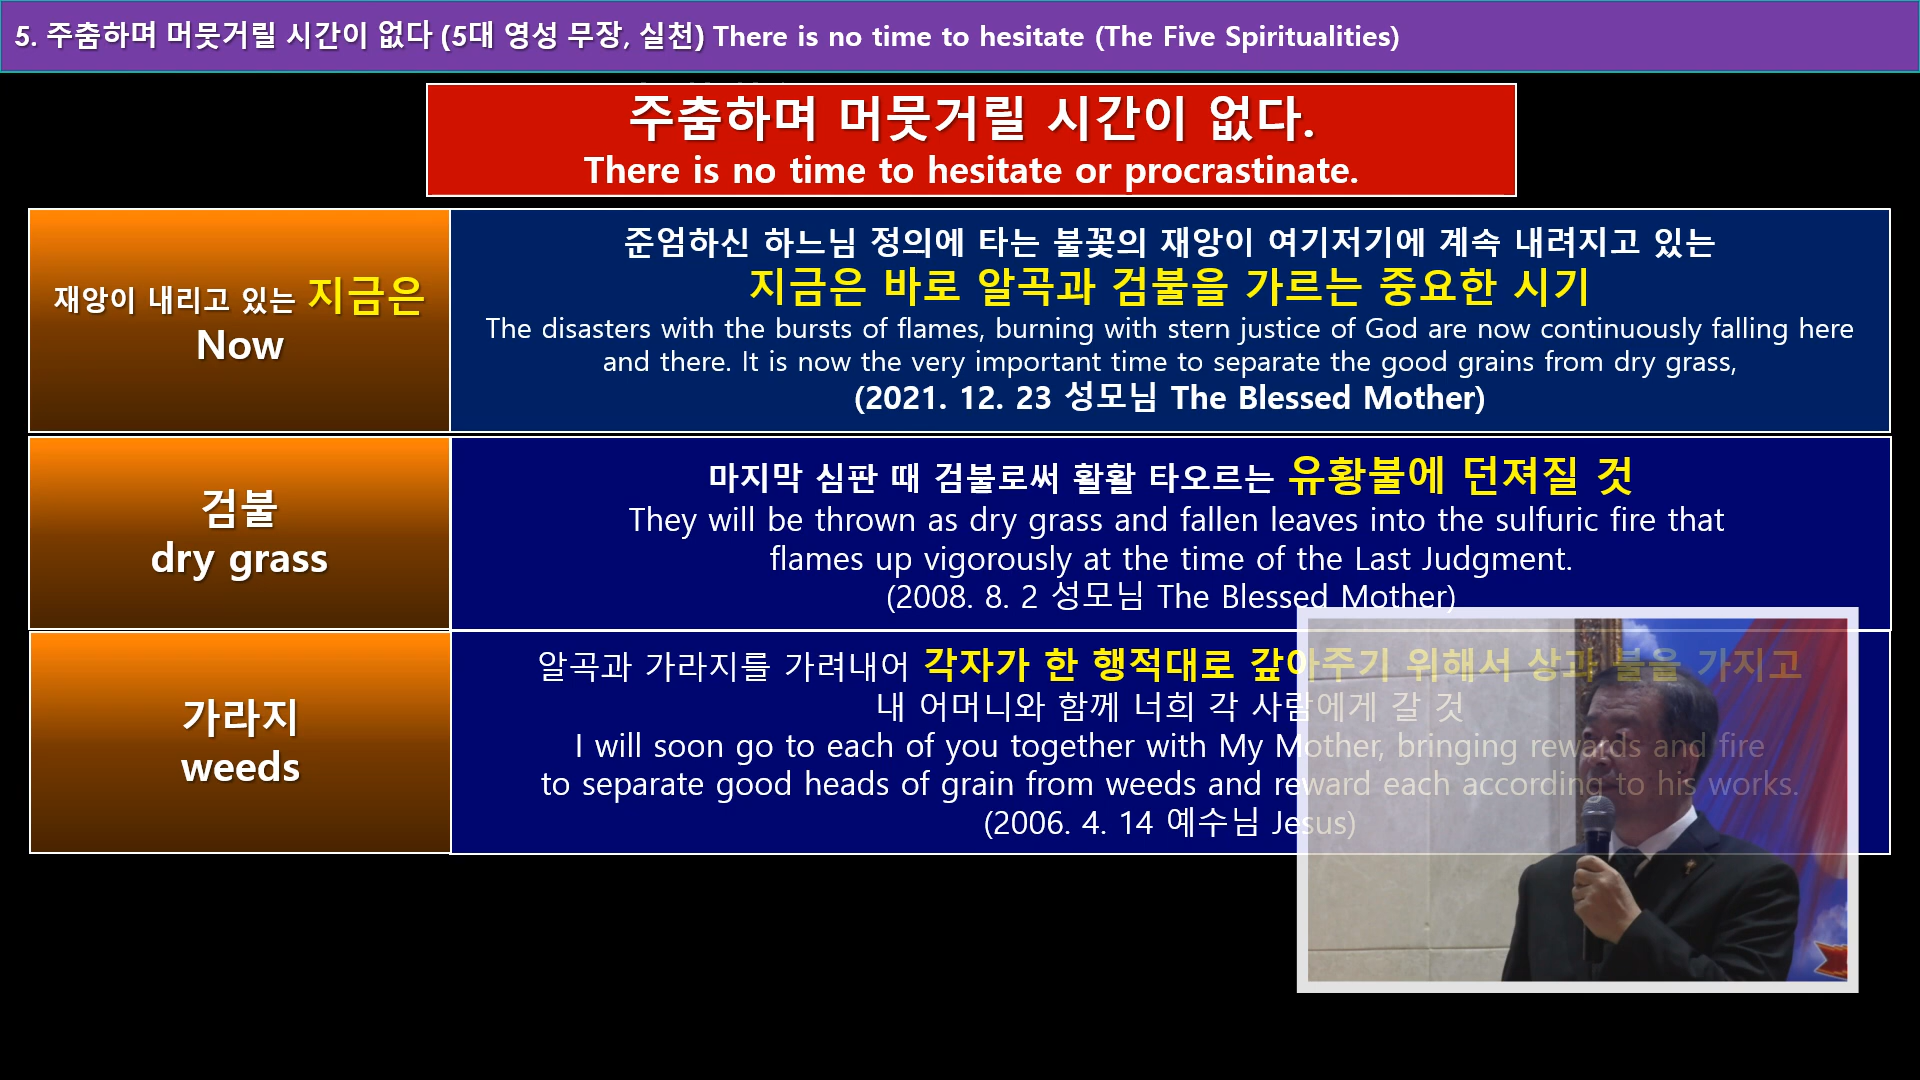 5. 주춤하며 머뭇거릴 시간이 없다 (5대 영성 무장, 실천) There is no time to hesitate (The Five Spiritualities)
주춤하며 머뭇거릴 시간이 없다.
There is no time to hesitate or procrastinate.
재앙이 내리고 있는 지금은
Now
준엄하신 하느님 정의에 타는 불꽃의 재앙이 여기저기에 계속 내려지고 있는
지금은 바로 알곡과 검불을 가르는 중요한 시기
The disasters with the bursts of flames, burning with stern justice of God are now continuously falling here
and there. It is now the very important time to separate the good grains from dry grass,
(2021. 12. 23 성모님 The Blessed Mother)
검불
dry grass
마지막 심판 때 검불로써 활활 타오르는 유황불에 던져질 것
They will be thrown as dry grass and fallen leaves into the sulfuric fire that
flames up vigorously at the time of the Last Judgment.
(2008. 8. 2 성모님 The Blessed Mother)
가라지
weeds
알곡과 가라지를 가려내어 각자가 한 행적대로 갚아주기 위해서 상과 불을 가지고
내 어머니와 함께 너희 각 사람에게 갈 것
I will soon go to each of you together with My Mother, bringing rewards and fire
to separate good heads of grain from weeds and reward each according to his works.
(2006. 4. 14 예수님 Jesus)